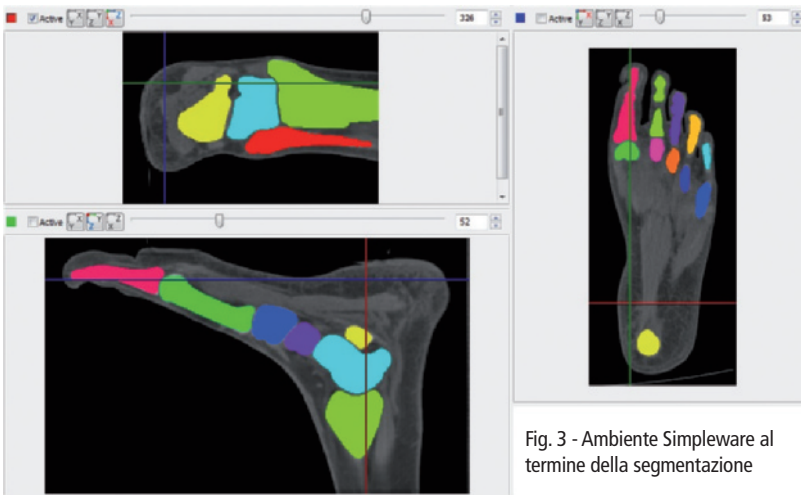 Active X Y Z Y Z X 326
Active X Y Z Y Z X 53
Active X Y Z Y Z X 52
Fig. 3 - Ambiente Simpleware al
termine della segmentazione